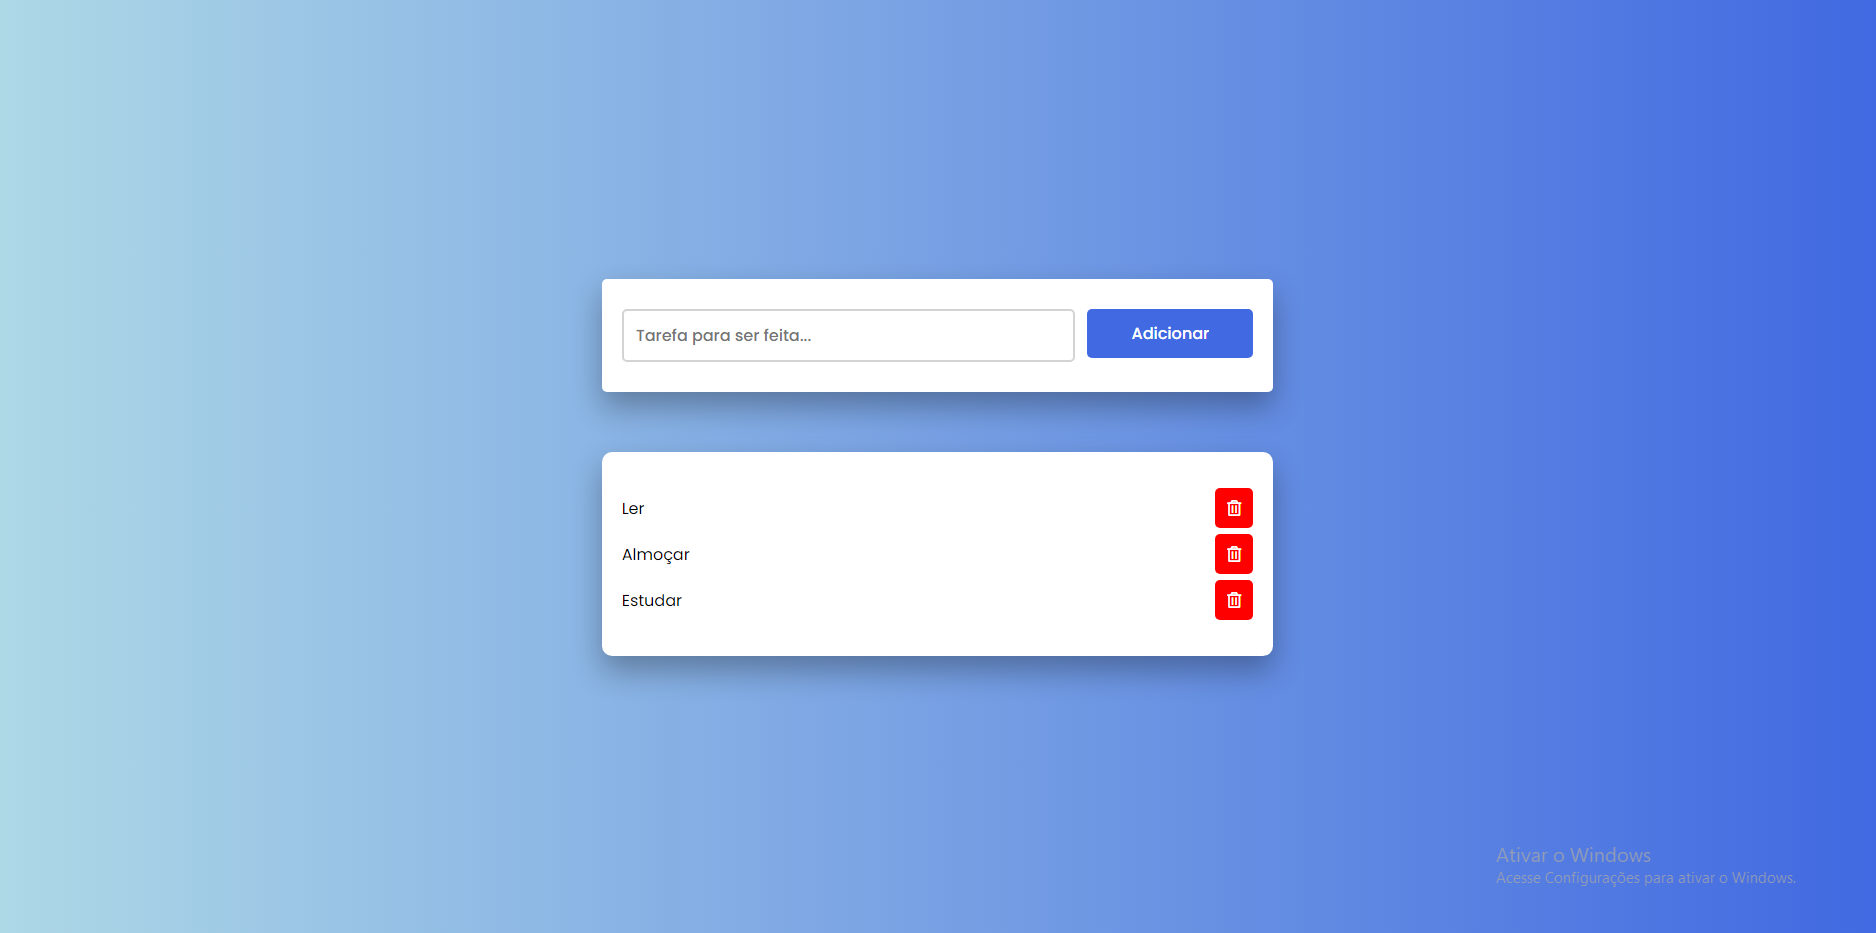 Tarefa para ser feita...
Adicionar
Ler
Almoçar
Estudar
Ativar o Windows
Acesse Configurações para ativar o Windows.